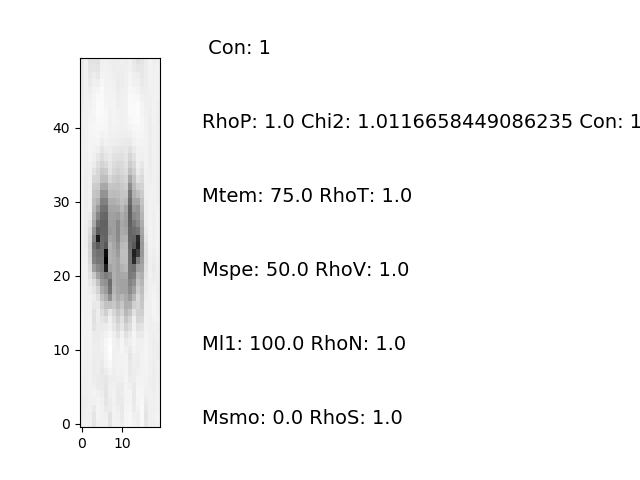 Con: 1
RhoP: 1.0 Chi2: 1.0116658449086235 Con: 1
Mtem: 75.0 RhoT: 1.0
Mspe: 50.0 RhoV: 1.0
Ml1: 100.0 RhoN: 1.0
Msmo: 0.0 RhoS: 1.0
40
30
20
10
0
0 10